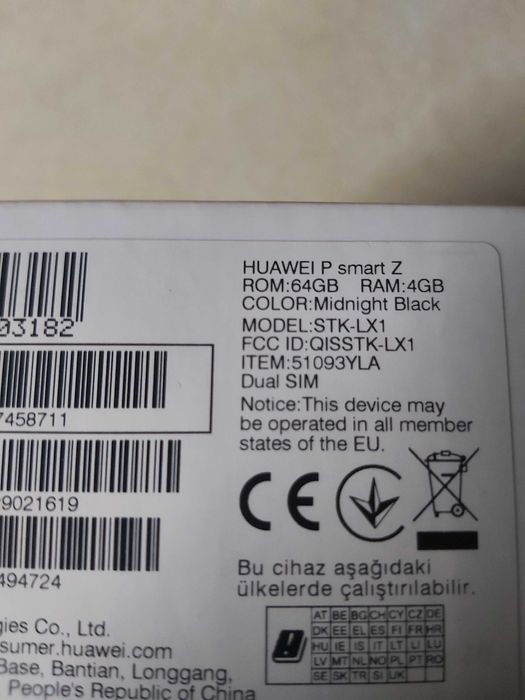 HUAWEI P smart Z
ROM:64GB RAM:4GB
COLOR:Midnight Black
MODEL:STK-LX1
FCC ID:QISSTK-LX1
ITEM:51093YLA
Dual SIM
Notice:This device may
be operated in all member
states of the EU.
CE
Bu cihaz aşağıdaki
ülkelerde çalıştırılabilir.
AT BE BG CH CY CZ DE
DK EE EL ES FI FR HR
HU IE IS IT LT LI LU
LV MT NL NO PL PT RO
SE SK TR SI UK
03182
7458711
9021619
494724
gies Co., Ltd.
sumer.huawei.com
Base, Bantian, Longgang,
People's Republic of China